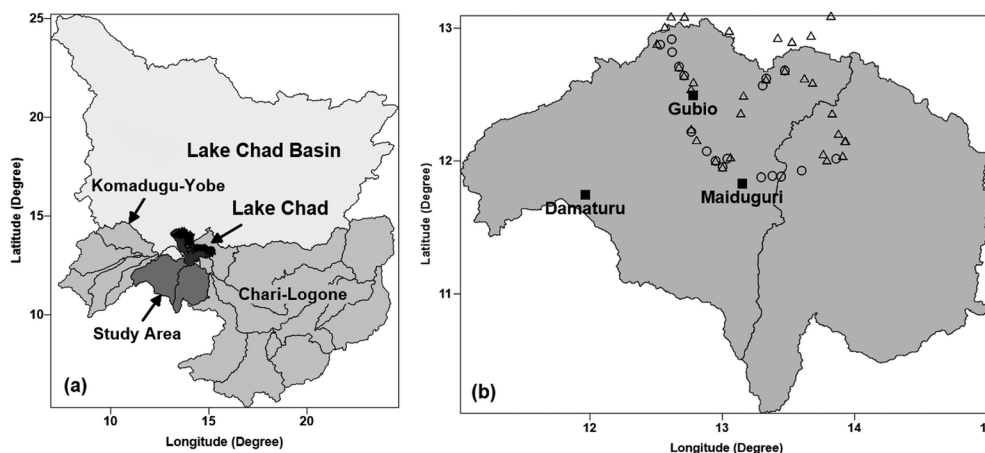 25
20
15
10
Latitude (Degree)
Lake Chad Basin
Komadugu-Yobe
Lake Chad
Chari-Logone
Study Area
(a)
10 15 20
Longitude (Degree)
13
12
11
Latitude (Degree)
Gubio
Maiduguri
Damaturu
(b)
12 13 14
Longitude (Degree)